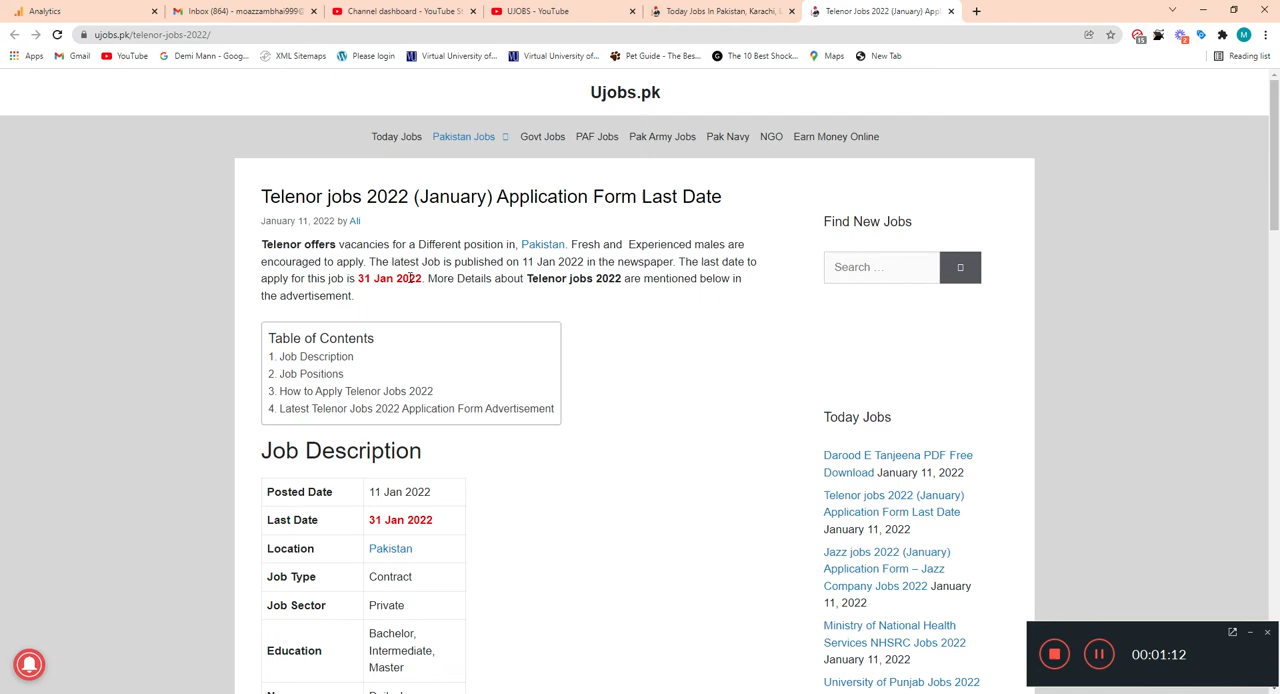 Analytics
Inbox (864) - moazzambhai999@
Channel dashboard - YouTube St
UJOBS - YouTube
Today Jobs In Pakistan, Karachi, L
Telenor Jobs 2022 (January) Appl
ujobs.pk/telenor-jobs-2022/
15
2
M
Apps
Gmail
YouTube
Demi Mann - Goog...
XML Sitemaps
Please login
Virtual University of...
Virtual University of...
Pet Guide - The Bes...
The 10 Best Shock...
Maps
New Tab
Reading list
Ujobs.pk
Today Jobs
Pakistan Jobs
Govt Jobs
PAF Jobs
Pak Army Jobs
Pak Navy
NGO
Earn Money Online
Telenor jobs 2022 (January) Application Form Last Date
January 11, 2022 by Ali
Telenor offers vacancies for a Different position in, Pakistan. Fresh and Experienced males are
encouraged to apply. The latest Job is published on 11 Jan 2022 in the newspaper. The last date to
apply for this job is 31 Jan 2022. More Details about Telenor jobs 2022 are mentioned below in
the advertisement.
Table of Contents
1. Job Description
2. Job Positions
3. How to Apply Telenor Jobs 2022
4. Latest Telenor Jobs 2022 Application Form Advertisement
Job Description
Posted Date 11 Jan 2022
Last Date 31 Jan 2022
Location Pakistan
Job Type Contract
Job Sector Private
Education Bachelor,
Intermediate,
Master
Find New Jobs
Search …
Today Jobs
Darood E Tanjeena PDF Free
Download January 11, 2022
Telenor jobs 2022 (January)
Application Form Last Date
January 11, 2022
Jazz jobs 2022 (January)
Application Form – Jazz
Company Jobs 2022 January
11, 2022
Ministry of National Health
Services NHSRC Jobs 2022
January 11, 2022
University of Punjab Jobs 2022
00:01:12